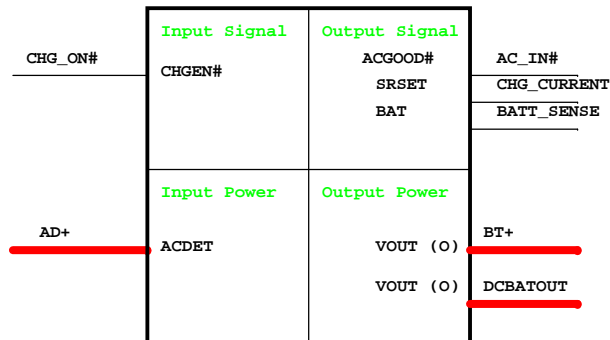 Input Signal Output Signal
CHG_ON# ACGOOD# AC_IN#
CHGEN# SRSET CHG_CURRENT
BAT BATT_SENSE
Input Power Output Power
AD+ BT+
ACDET VOUT (O)
VOUT (O) DCBATOUT